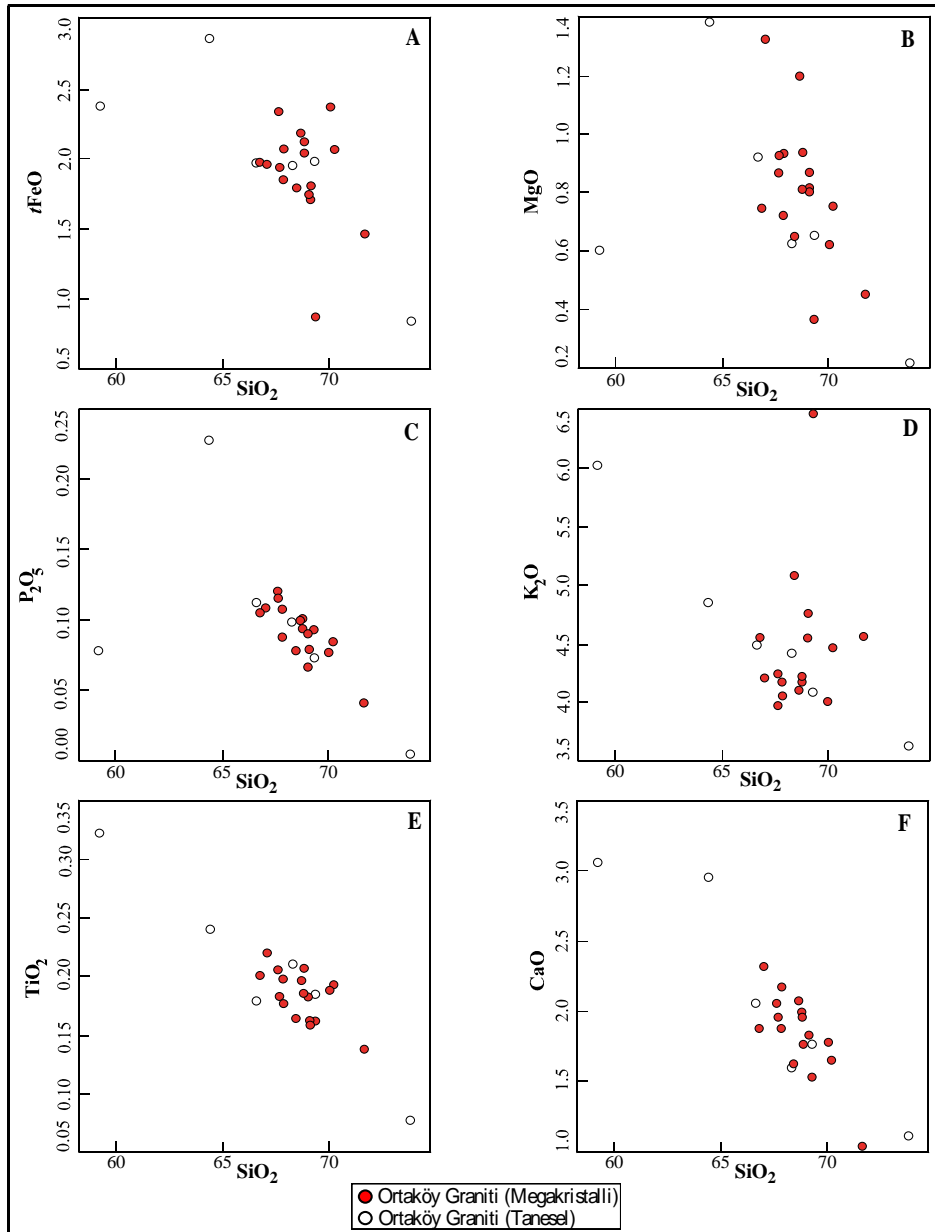 A
3.0
2.5
2.0
1.5
1.0
0.5
tFeO
60
65
70
SiO₂
B
1.4
1.2
1.0
0.8
0.6
0.4
0.2
MgO
60
65
70
SiO₂
C
0.25
0.20
0.15
0.10
0.05
0.00
P₂O₅
60
65
70
SiO₂
D
6.5
6.0
5.5
5.0
4.5
4.0
3.5
K₂O
60
65
70
SiO₂
E
0.35
0.30
0.25
0.20
0.15
0.10
0.05
TiO₂
60
65
70
SiO₂
F
3.5
3.0
2.5
2.0
1.5
1.0
CaO
60
65
70
SiO₂
Ortaköy Graniti (Megakristalli)
Ortaköy Graniti (Tanesel)